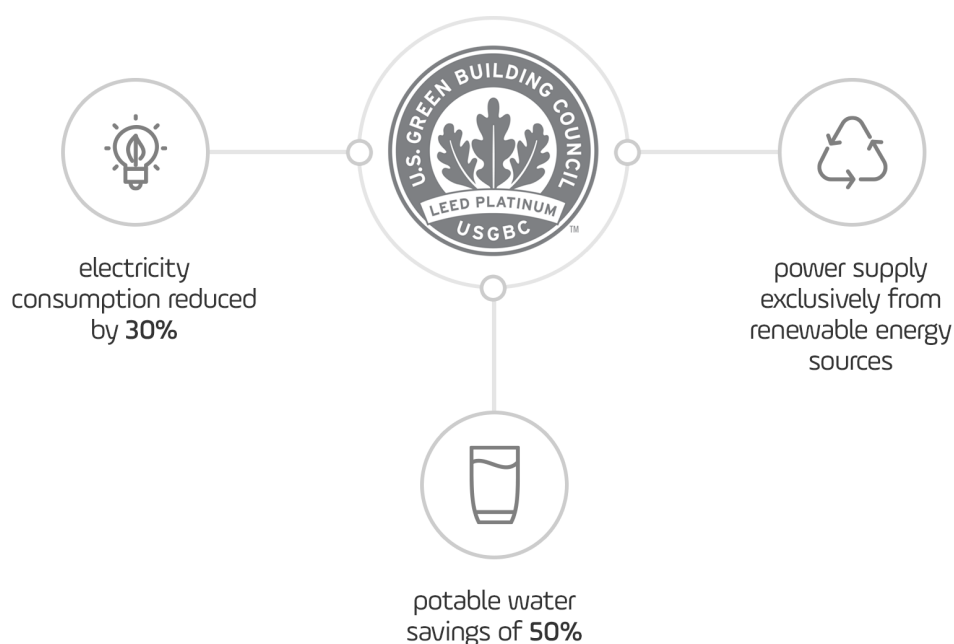 U.S. GREEN BUILDING COUNCIL
LEED PLATINUM
USGBC
TM
electricity
consumption reduced
by 30%
power supply
exclusively from
renewable energy
sources
potable water
savings of 50%